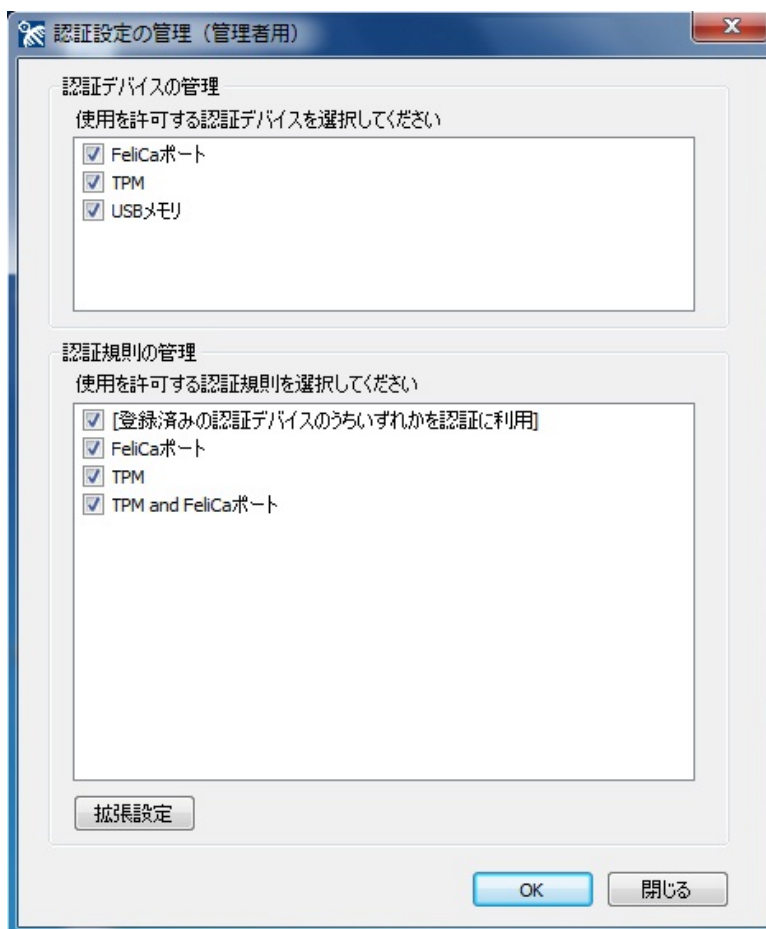 認証設定の管理（管理者用）
認証デバイスの管理
使用を許可する認証デバイスを選択してください
FeliCaポート
TPM
USBメモリ
認証規則の管理
使用を許可する認証規則を選択してください
[登録済みの認証デバイスのうちいずれかを認証に利用]
FeliCaポート
TPM
TPM and FeliCaポート
拡張設定
OK
閉じる